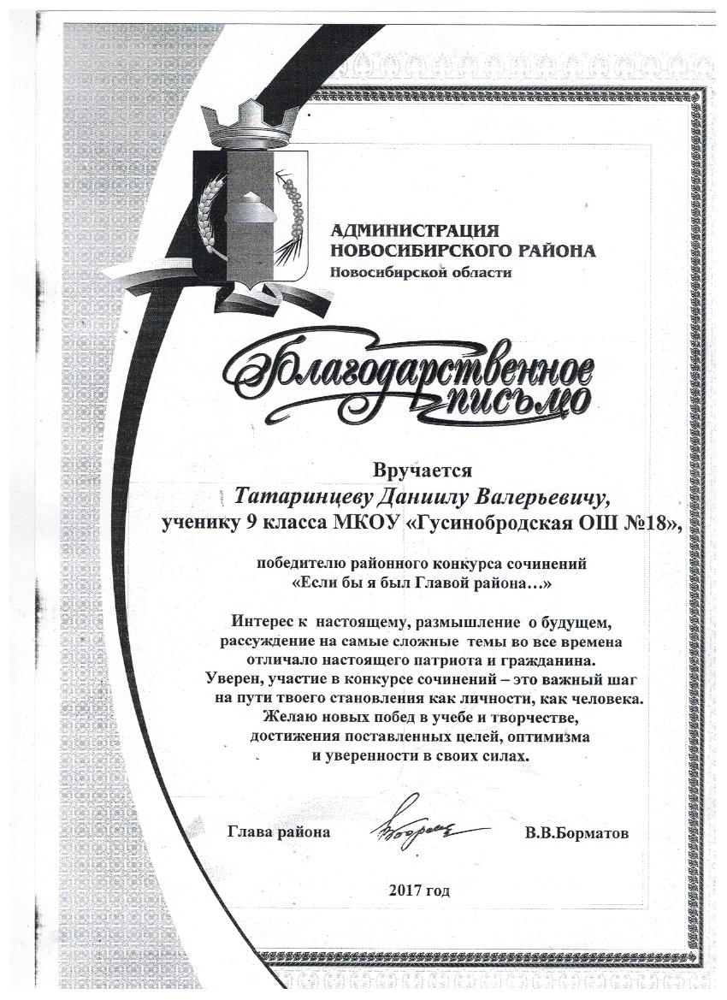 АДМИНИСТРАЦИЯ
НОВОСИБИРСКОГО РАЙОНА
Новосибирской области
Благодарственное
письмо
Вручается
Татаринцеву Даниилу Валерьевичу,
ученику 9 класса МКОУ «Гусинобродская ОШ №18»,
победителю районного конкурса сочинений
«Если бы я был Главой района…»
Интерес к настоящему, размышление о будущем,
рассуждение на самые сложные темы во все времена
отличало настоящего патриота и гражданина.
Уверен, участие в конкурсе сочинений – это важный шаг
на пути твоего становления как личности, как человека.
Желаю новых побед в учебе и творчестве,
достижения поставленных целей, оптимизма
и уверенности в своих силах.
Глава района В.В.Борматов
2017 год